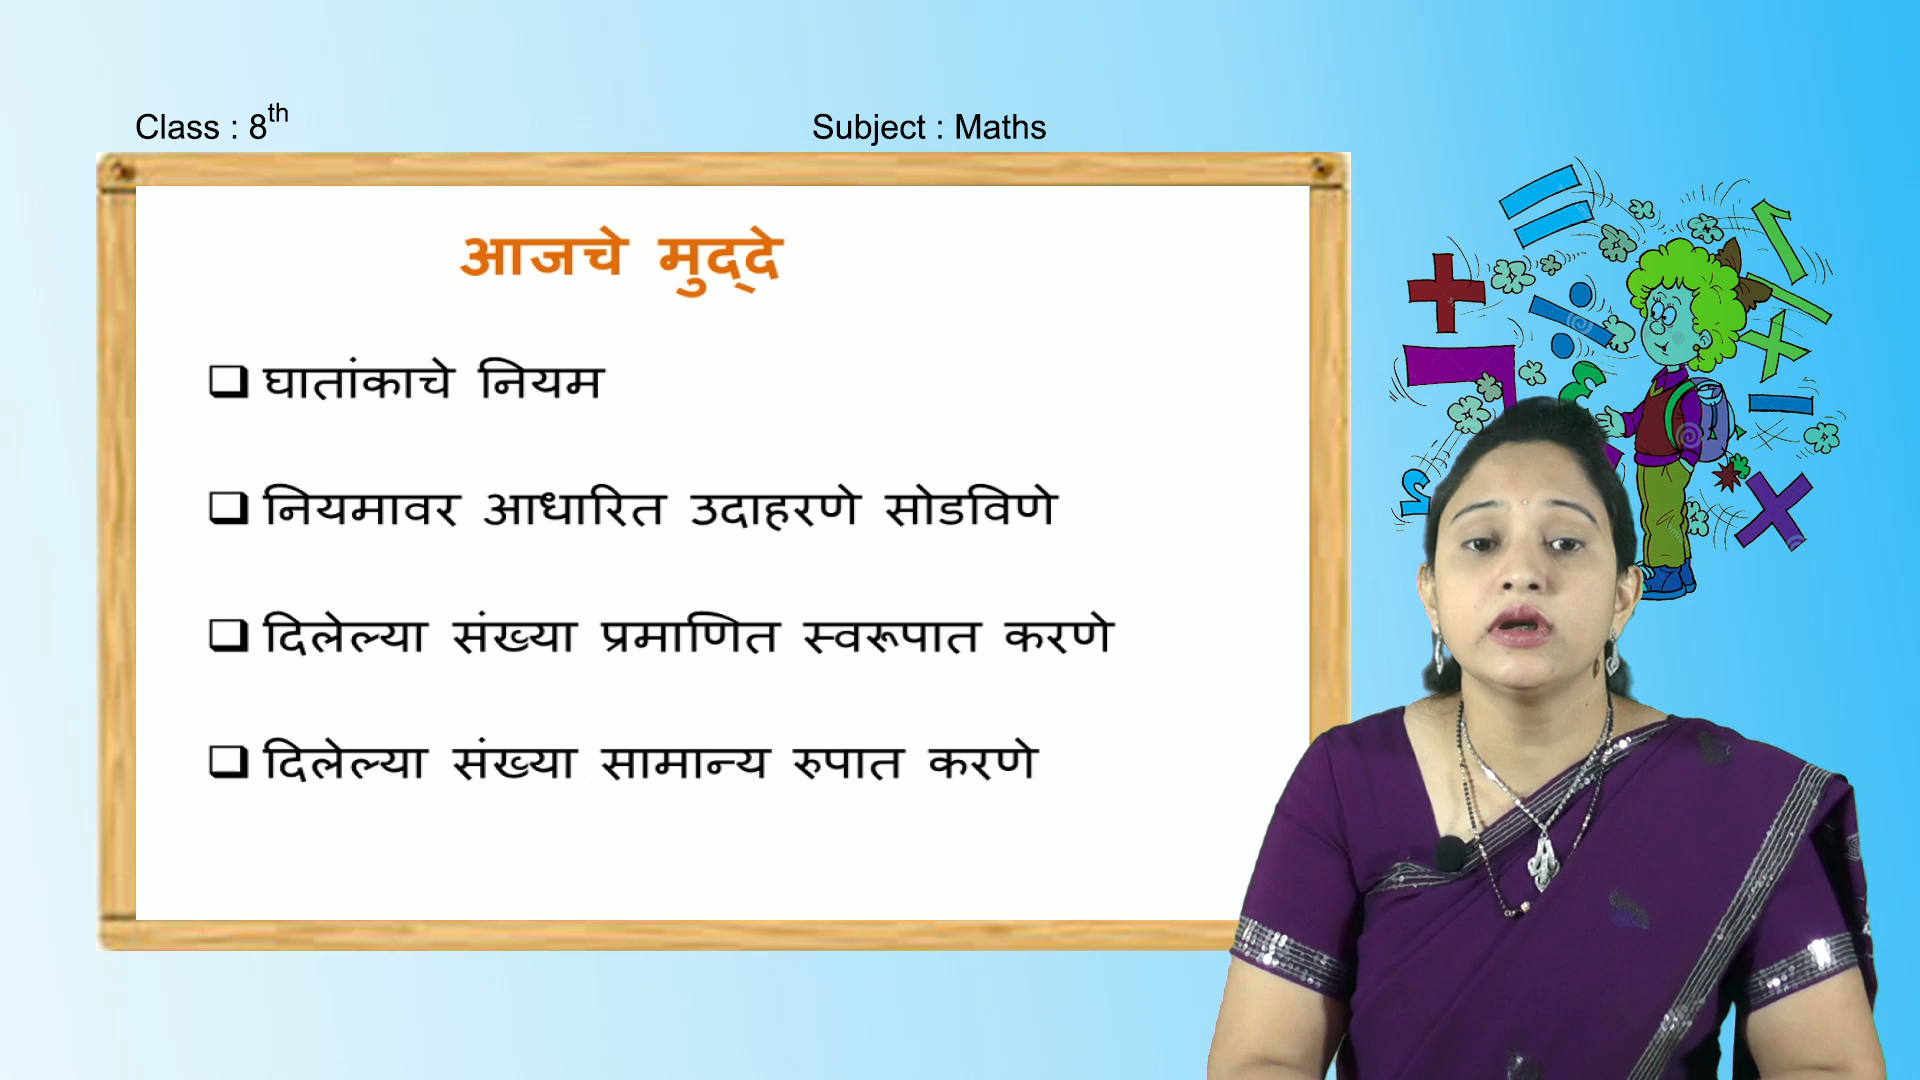 Class : 8th
Subject : Maths
आजचे मुद्‌दे
घातांकाचे नियम
नियमावर आधारित उदाहरणे सोडविणे
दिलेल्या संख्या प्रमाणित स्वरूपात करणे
दिलेल्या संख्या सामान्य रुपात करणे